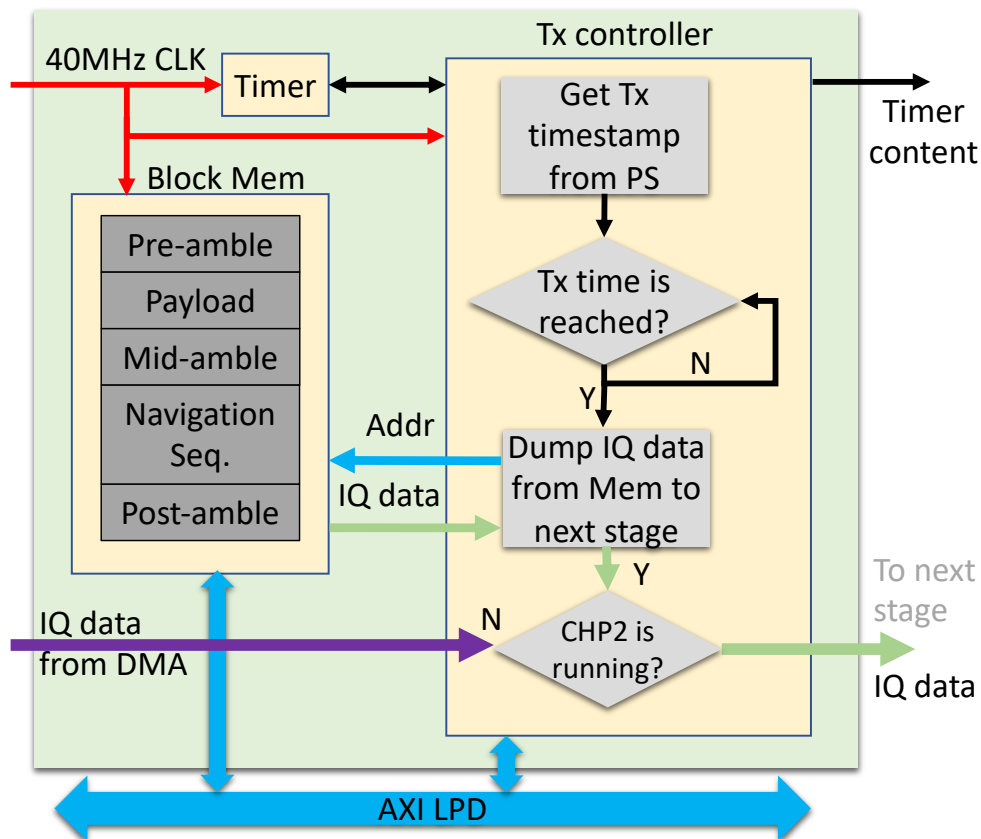 Tx controller
40MHz CLK
Timer
Get Tx
timestamp
from PS
Timer
content
Block Mem
Pre-amble
Payload
Mid-amble
Navigation
Seq.
Post-amble
Tx time is
reached?
N
Y
Addr
IQ data
Dump IQ data
from Mem to
next stage
Y
To next
stage
IQ data
from DMA
N
CHP2 is
running?
IQ data
AXI LPD